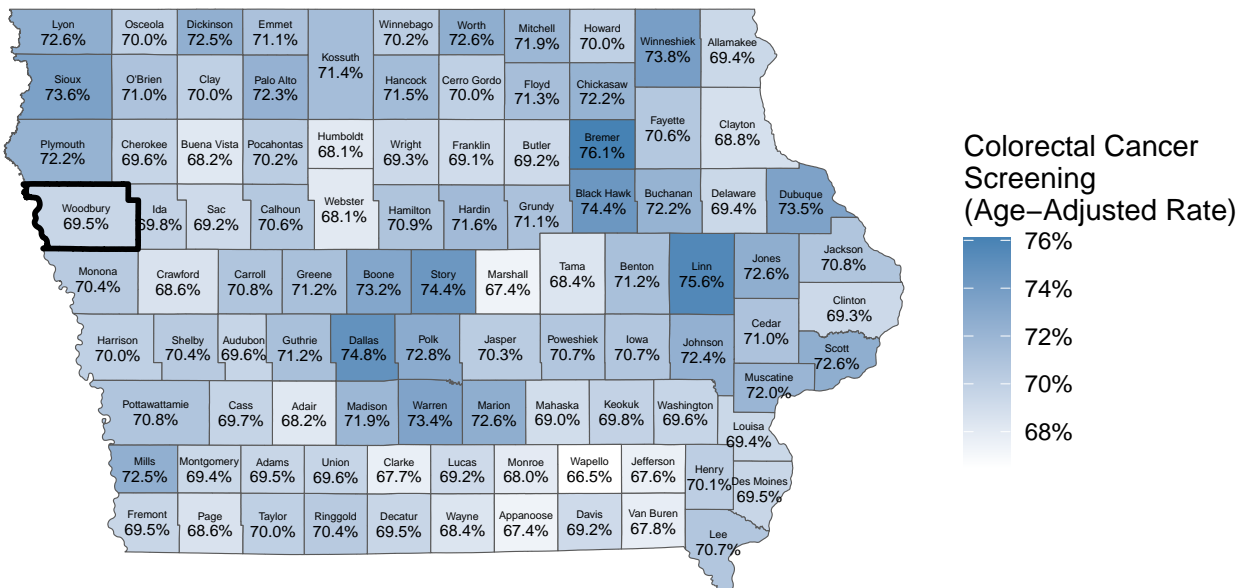 Lyon
72.6%
Osceola
70.0%
Dickinson
72.5%
Emmet
71.1%
Kossuth
71.4%
Winnebago
70.2%
Worth
72.6%
Mitchell
71.9%
Howard
70.0%
Winneshiek
73.8%
Allamakee
69.4%
Sioux
73.6%
O'Brien
71.0%
Clay
70.0%
Palo Alto
72.3%
Hancock
71.5%
Cerro Gordo
70.0%
Floyd
71.3%
Chickasaw
72.2%
Fayette
70.6%
Clayton
68.8%
Plymouth
72.2%
Cherokee
69.6%
Buena Vista
68.2%
Pocahontas
70.2%
Humboldt
68.1%
Wright
69.3%
Franklin
69.1%
Butler
69.2%
Bremer
76.1%
Woodbury
69.5%
Ida
69.8%
Sac
69.2%
Calhoun
70.6%
Webster
68.1%
Hamilton
70.9%
Hardin
71.6%
Grundy
71.1%
Black Hawk
74.4%
Buchanan
72.2%
Delaware
69.4%
Dubuque
73.5%
Monona
70.4%
Crawford
68.6%
Carroll
70.8%
Greene
71.2%
Boone
73.2%
Story
74.4%
Marshall
67.4%
Tama
68.4%
Benton
71.2%
Linn
75.6%
Jones
72.6%
Jackson
70.8%
Clinton
69.3%
Harrison
70.0%
Shelby
70.4%
Audubon
69.6%
Guthrie
71.2%
Dallas
74.8%
Polk
72.8%
Jasper
70.3%
Poweshiek
70.7%
Iowa
70.7%
Johnson
72.4%
Cedar
71.0%
Scott
72.6%
Muscatine
72.0%
Pottawattamie
70.8%
Cass
69.7%
Adair
68.2%
Madison
71.9%
Warren
73.4%
Marion
72.6%
Mahaska
69.0%
Keokuk
69.8%
Washington
69.6%
Louisa
69.4%
Mills
72.5%
Montgomery
69.4%
Adams
69.5%
Union
69.6%
Clarke
67.7%
Lucas
69.2%
Monroe
68.0%
Wapello
66.5%
Jefferson
67.6%
Henry
70.1%
Des Moines
69.5%
Fremont
69.5%
Page
68.6%
Taylor
70.0%
Ringgold
70.4%
Decatur
69.5%
Wayne
68.4%
Appanoose
67.4%
Davis
69.2%
Van Buren
67.8%
Lee
70.7%
Colorectal Cancer
Screening
(Age−Adjusted Rate)
76%
74%
72%
70%
68%